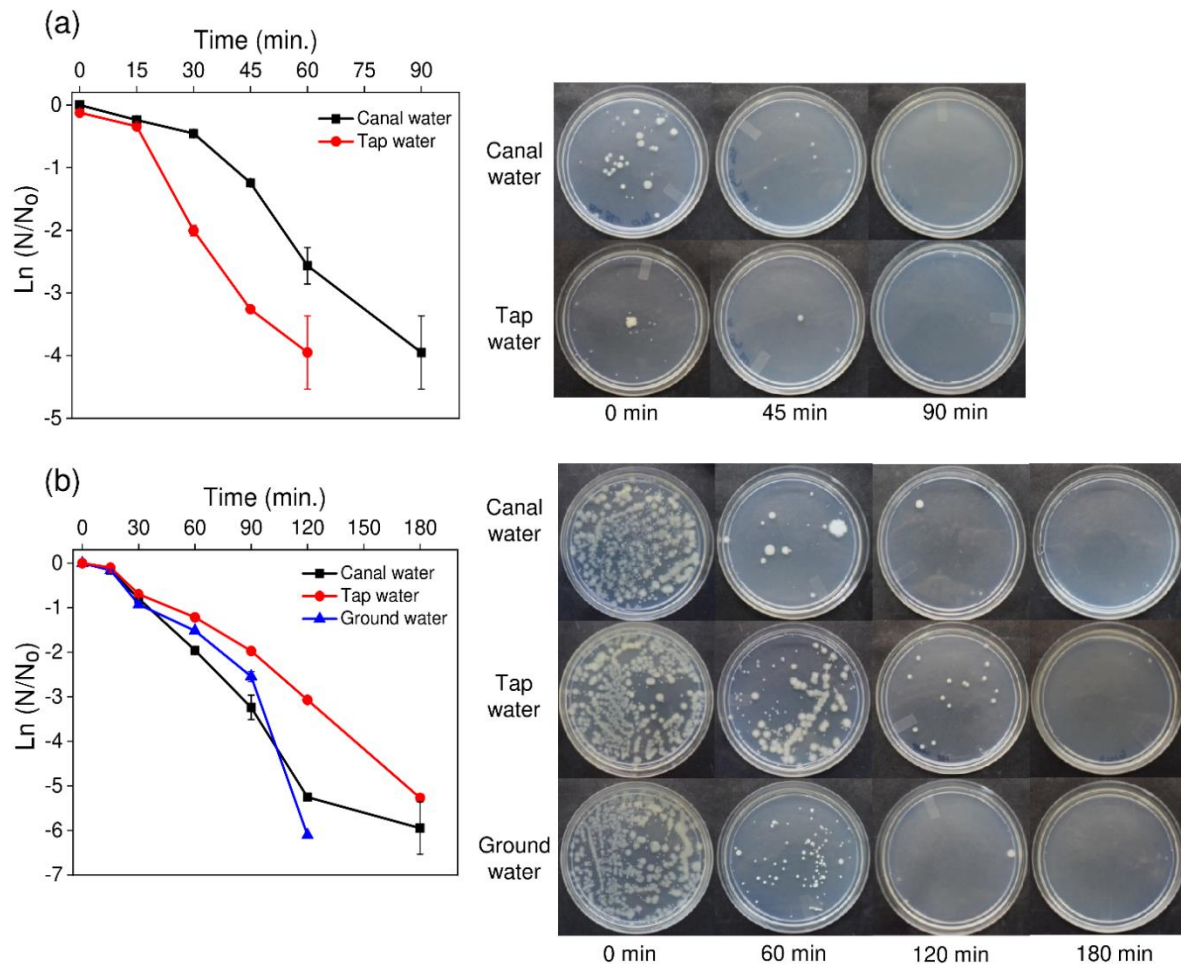 (a)
Time (min.)
0 15 30 45 60 75 90
0
-1
-2
-3
-4
-5
Ln (N/N₀)
Canal water
Tap water
Canal
water
Tap
water
0 min 45 min 90 min
(b)
Time (min.)
0 30 60 90 120 180
0
-1
-2
-3
-4
-5
-6
-7
Ln (N/N₀)
Canal water
Tap water
Ground water
Canal
water
Tap
water
Ground
water
0 min 60 min 120 min 180 min